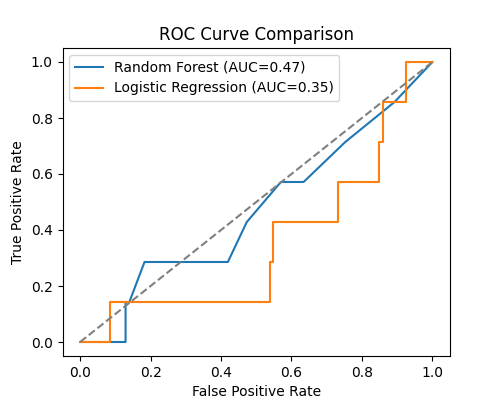 ROC Curve Comparison
Random Forest (AUC=0.47)
Logistic Regression (AUC=0.35)
True Positive Rate
1.0
0.8
0.6
0.4
0.2
0.0
0.0 0.2 0.4 0.6 0.8 1.0
False Positive Rate